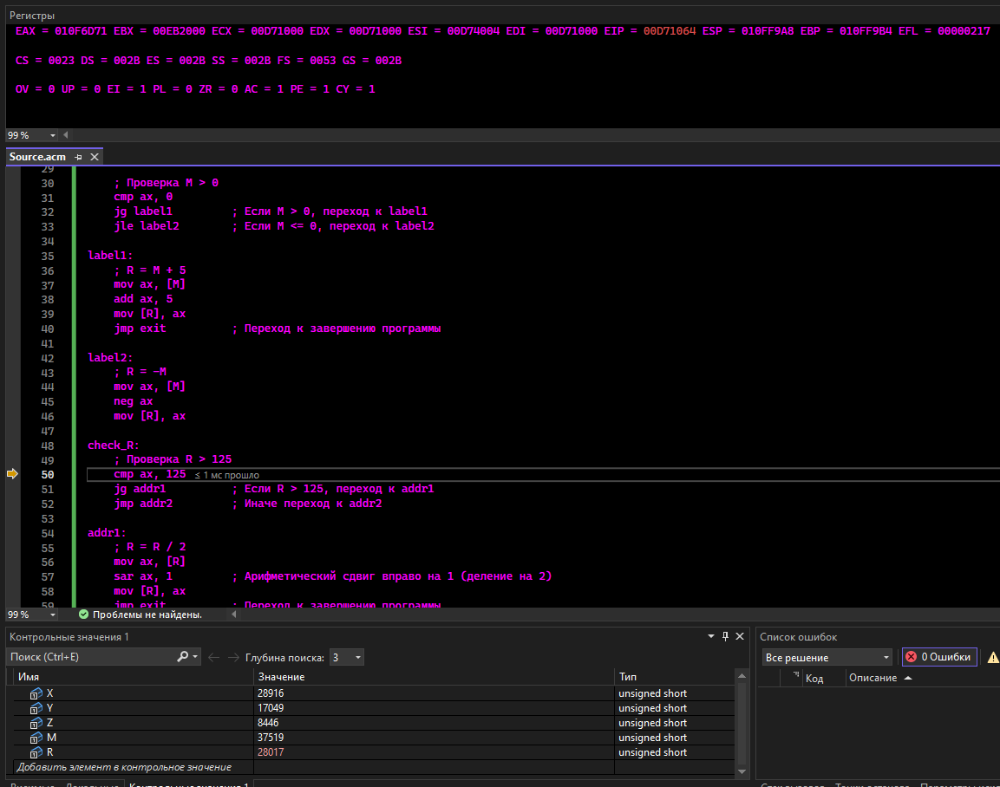 Регистры
EAX = 010F6D71 EBX = 00EB2000 ECX = 00D71000 EDX = 00D71000 ESI = 00D74004 EDI = 00D71000 EIP = 00D71064 ESP = 010FF9A8 EBP = 010FF9B4 EFL = 00000217
CS = 0023 DS = 002B ES = 002B SS = 002B FS = 0053 GS = 002B
OV = 0 UP = 0 EI = 1 PL = 0 ZR = 0 AC = 1 PE = 1 CY = 1
99 %
Source.acm
29
30 ; Проверка M > 0
31 cmp ax, 0
32 jg label1 ; Если M > 0, переход к label1
33 jle label2 ; Если M <= 0, переход к label2
34
35 label1:
36 ; R = M + 5
37 mov ax, [M]
38 add ax, 5
39 mov [R], ax
40 jmp exit ; Переход к завершению программы
41
42 label2:
43 ; R = -M
44 mov ax, [M]
45 neg ax
46 mov [R], ax
47
48 check_R:
49 ; Проверка R > 125
50 cmp ax, 125 ≤ 1 мс прошло
51 jg addr1 ; Если R > 125, переход к addr1
52 jmp addr2 ; Иначе переход к addr2
53
54 addr1:
55 ; R = R / 2
56 mov ax, [R]
57 sar ax, 1 ; Арифметический сдвиг вправо на 1 (деление на 2)
58 mov [R], ax
59 jmp exit ; Переход к завершению программы
99 % Проблемы не найдены.
Контрольные значения 1
Поиск (Ctrl+E) Глубина поиска: 3
Имя Значение Тип
X 28916 unsigned short
Y 17049 unsigned short
Z 8446 unsigned short
M 37519 unsigned short
R 28017 unsigned short
Добавить элемент в контрольное значение
Видимые Локальные Контрольные значения 1
Список ошибок
Все решение 0 Ошибки
Код Описание
Стек вызовов Точки останова